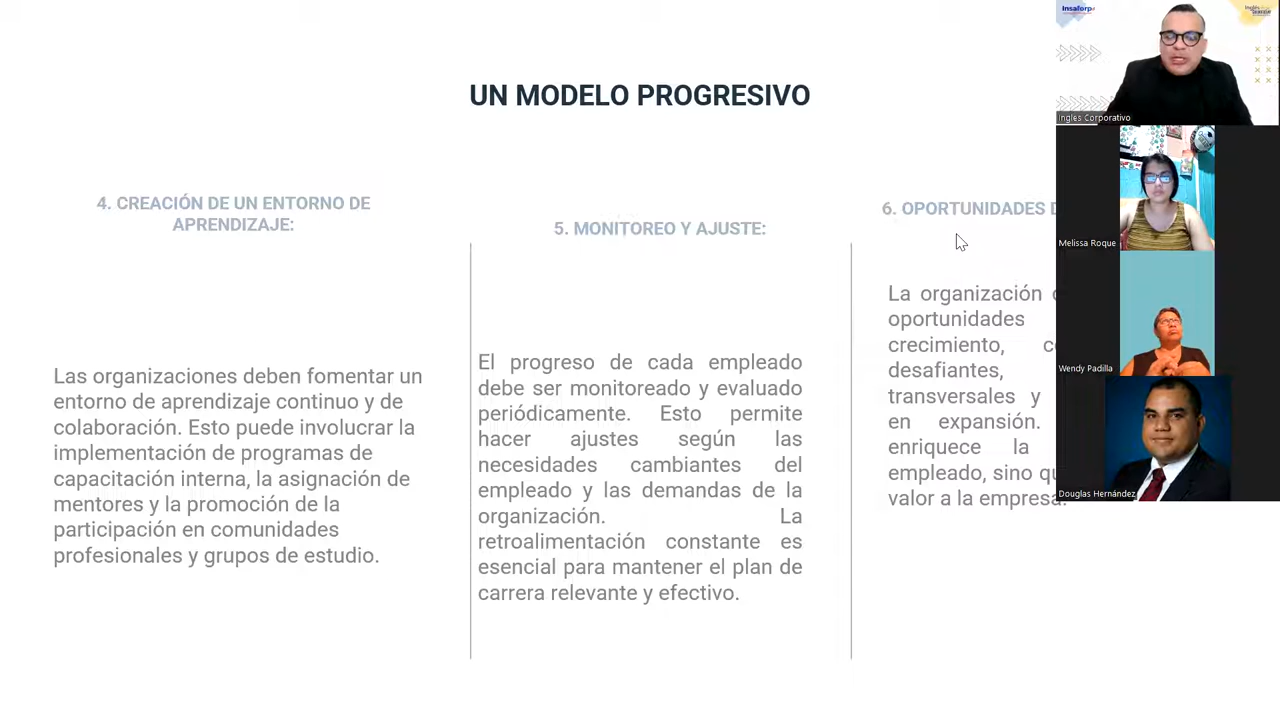 UN MODELO PROGRESIVO
4. CREACIÓN DE UN ENTORNO DE
APRENDIZAJE:
Las organizaciones deben fomentar un
entorno de aprendizaje continuo y de
colaboración. Esto puede involucrar la
implementación de programas de
capacitación interna, la asignación de
mentores y la promoción de la
participación en comunidades
profesionales y grupos de estudio.
5. MONITOREO Y AJUSTE:
El progreso de cada empleado
debe ser monitoreado y evaluado
periódicamente. Esto permite
hacer ajustes según las
necesidades cambiantes del
empleado y las demandas de la
organización. La
retroalimentación constante es
esencial para mantener el plan de
carrera relevante y efectivo.
6. OPORTUNIDADES
La organización
oportunidades
crecimiento,
desafiantes,
transversales y
en expansión.
enriquece la
empleado, sino
valor a la empresa.
insaforp
Ingles Corporativo
Melissa Roque
Wendy Padilla
Douglas Hernández